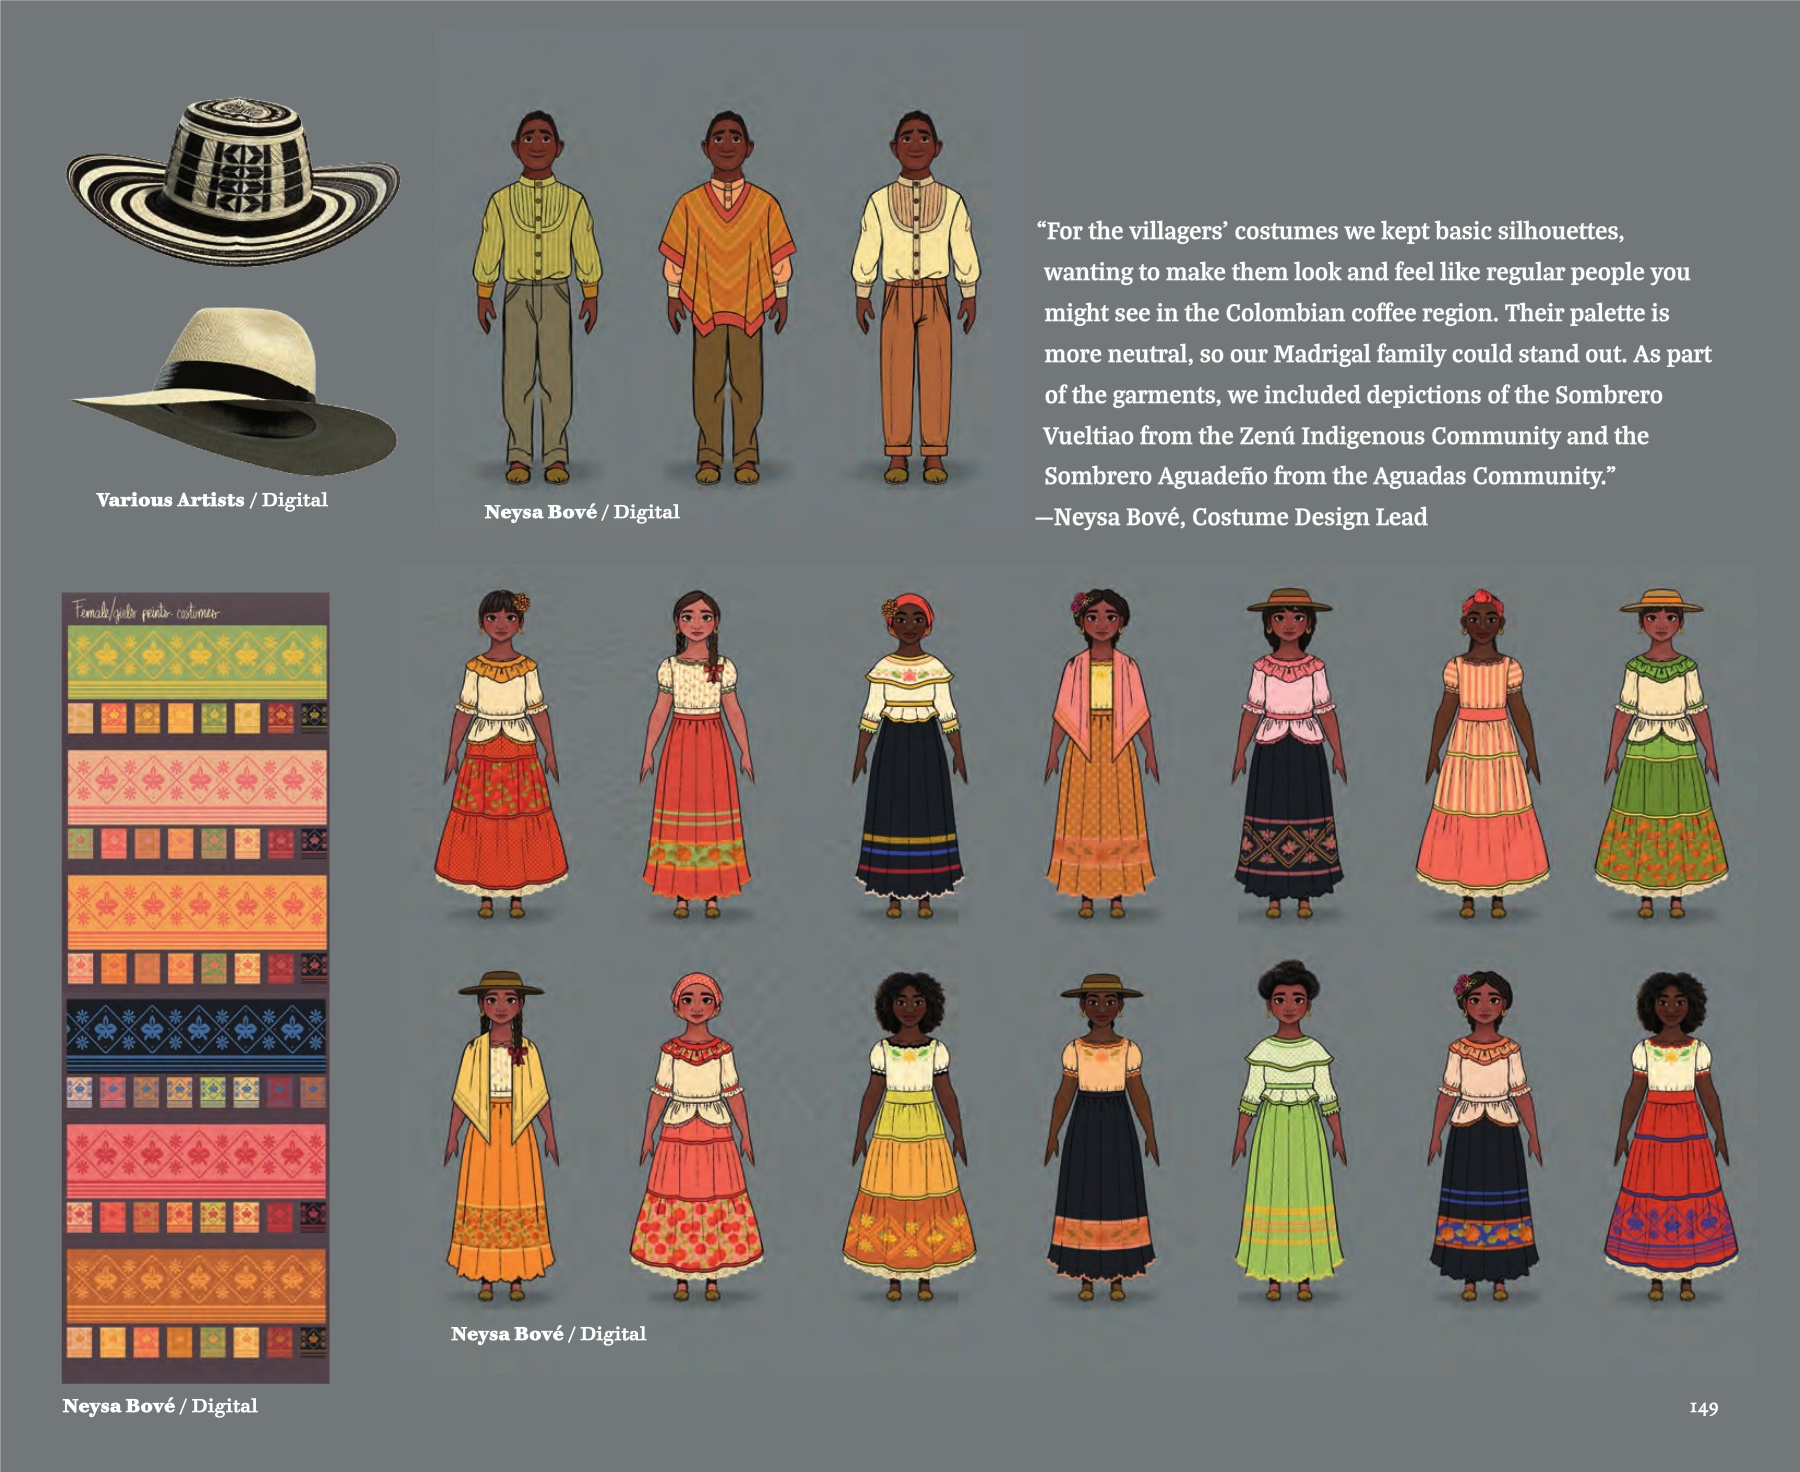 “For the villagers’ costumes we kept basic silhouettes,
wanting to make them look and feel like regular people you
might see in the Colombian coffee region. Their palette is
more neutral, so our Madrigal family could stand out. As part
of the garments, we included depictions of the Sombrero
Vueltiao from the Zenú Indigenous Community and the
Sombrero Aguadeño from the Aguadas Community.”
—Neysa Bové, Costume Design Lead
Various Artists / Digital
Neysa Bové / Digital
Female/girls prints costumes
Neysa Bové / Digital
Neysa Bové / Digital
149